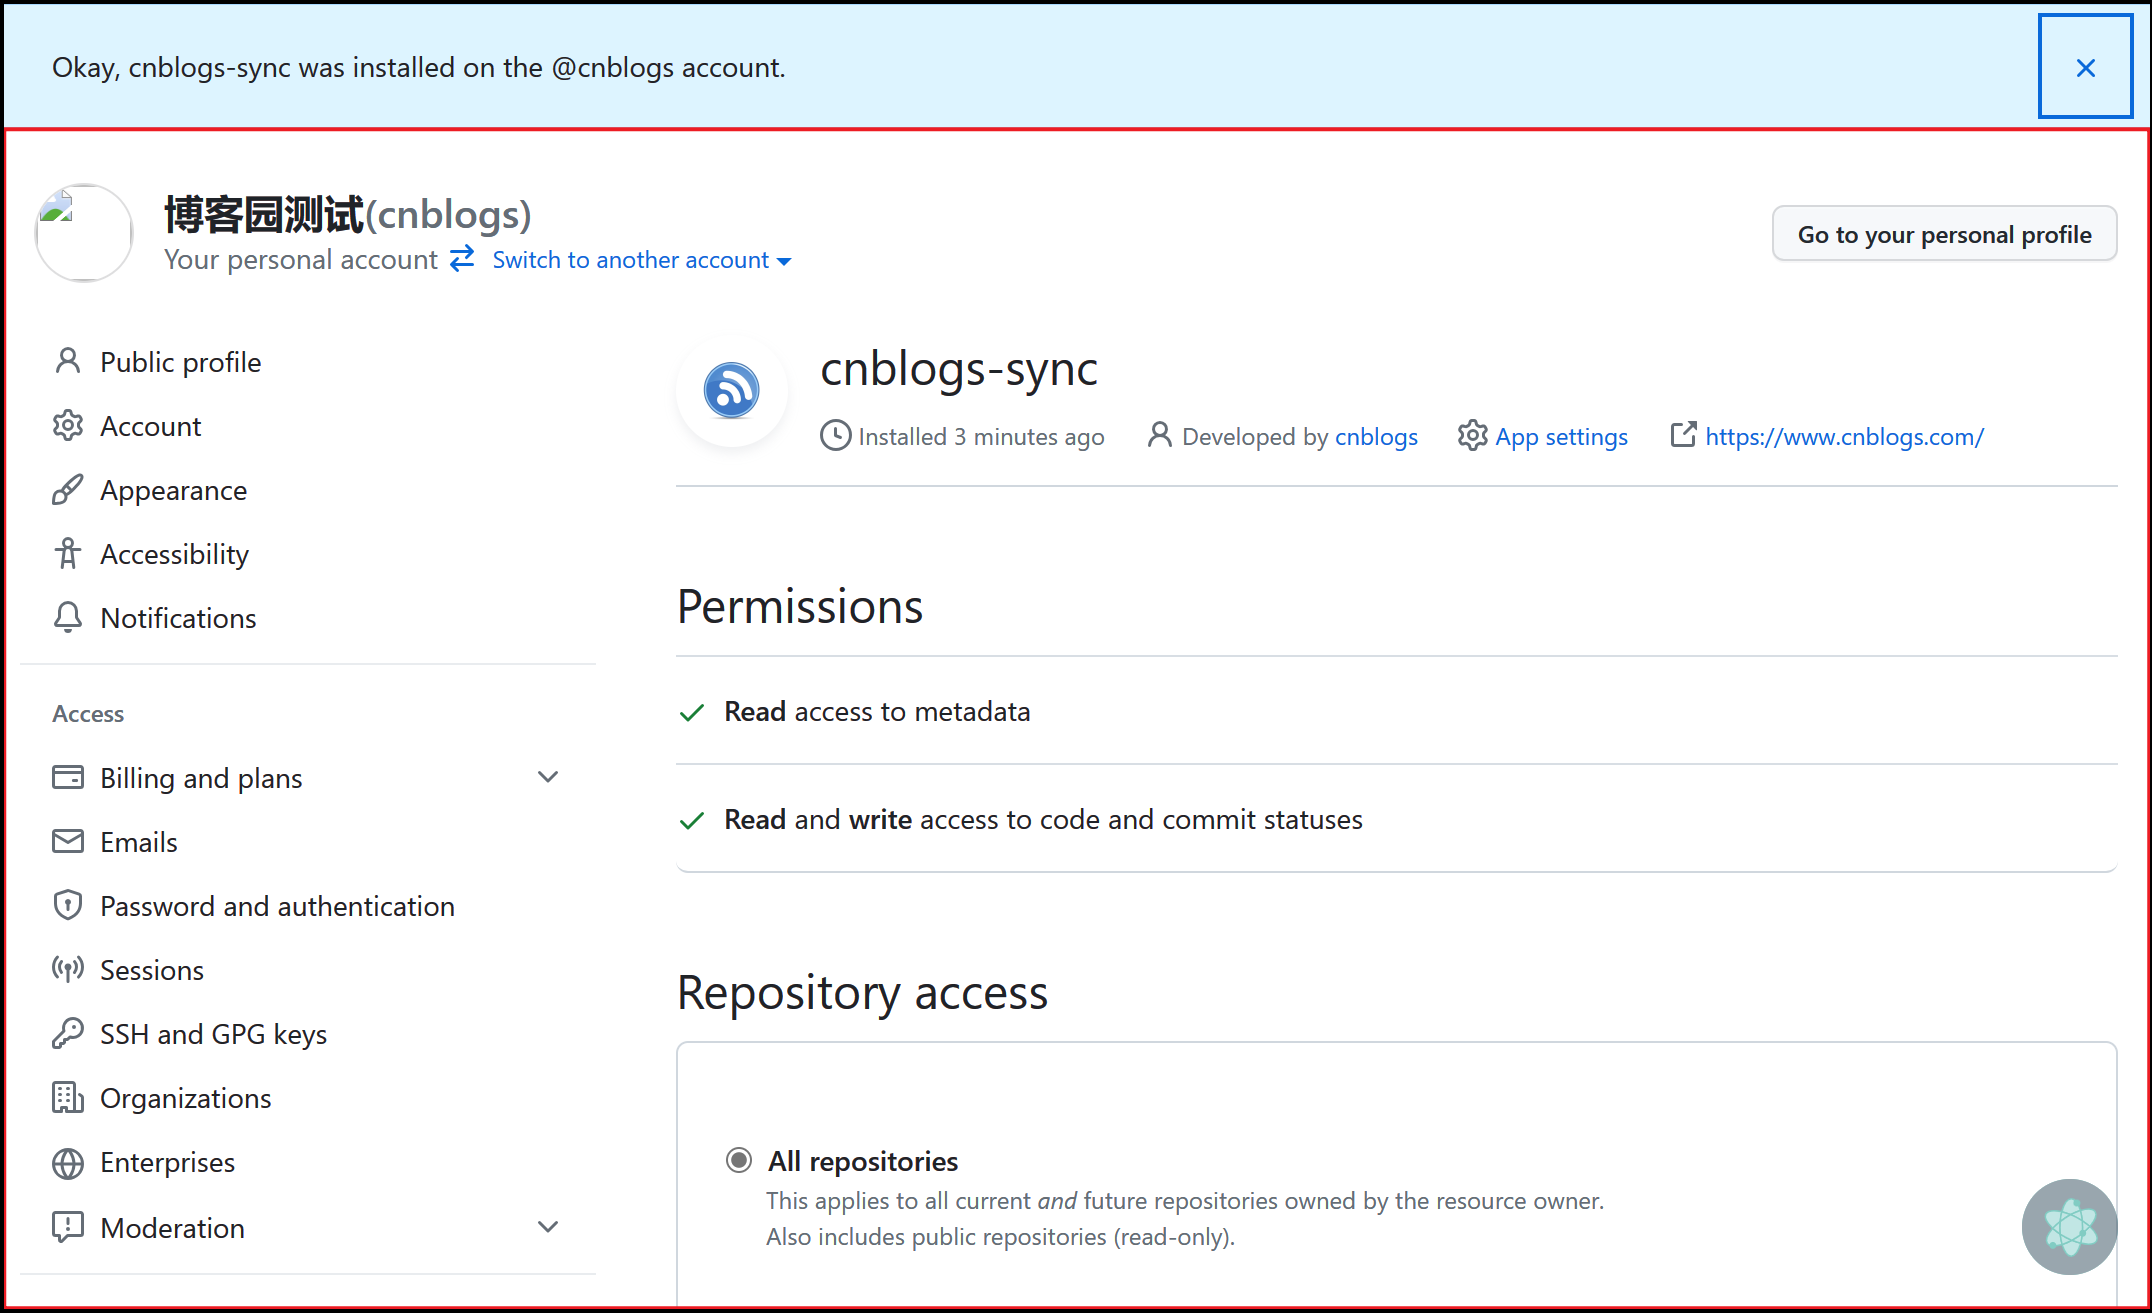 Okay, cnblogs-sync was installed on the @cnblogs account.
博客园测试(cnblogs)
Your personal account Switch to another account
Go to your personal profile
Public profile
Account
Appearance
Accessibility
Notifications
Access
Billing and plans
Emails
Password and authentication
Sessions
SSH and GPG keys
Organizations
Enterprises
Moderation
cnblogs-sync
Installed 3 minutes ago Developed by cnblogs App settings https://www.cnblogs.com/
Permissions
Read access to metadata
Read and write access to code and commit statuses
Repository access
All repositories
This applies to all current and future repositories owned by the resource owner.
Also includes public repositories (read-only).